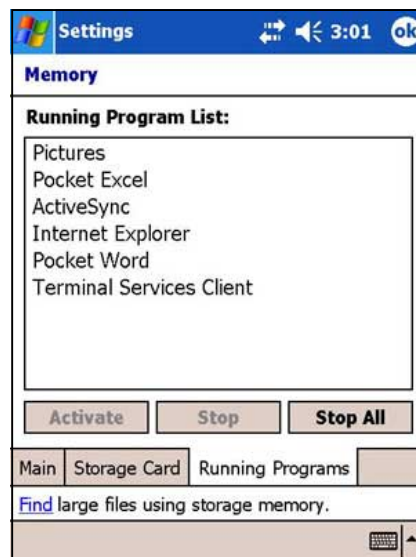 Settings 3:01 ok
Memory
Running Program List:
Pictures
Pocket Excel
ActiveSync
Internet Explorer
Pocket Word
Terminal Services Client
Activate Stop Stop All
Main Storage Card Running Programs
Find large files using storage memory.